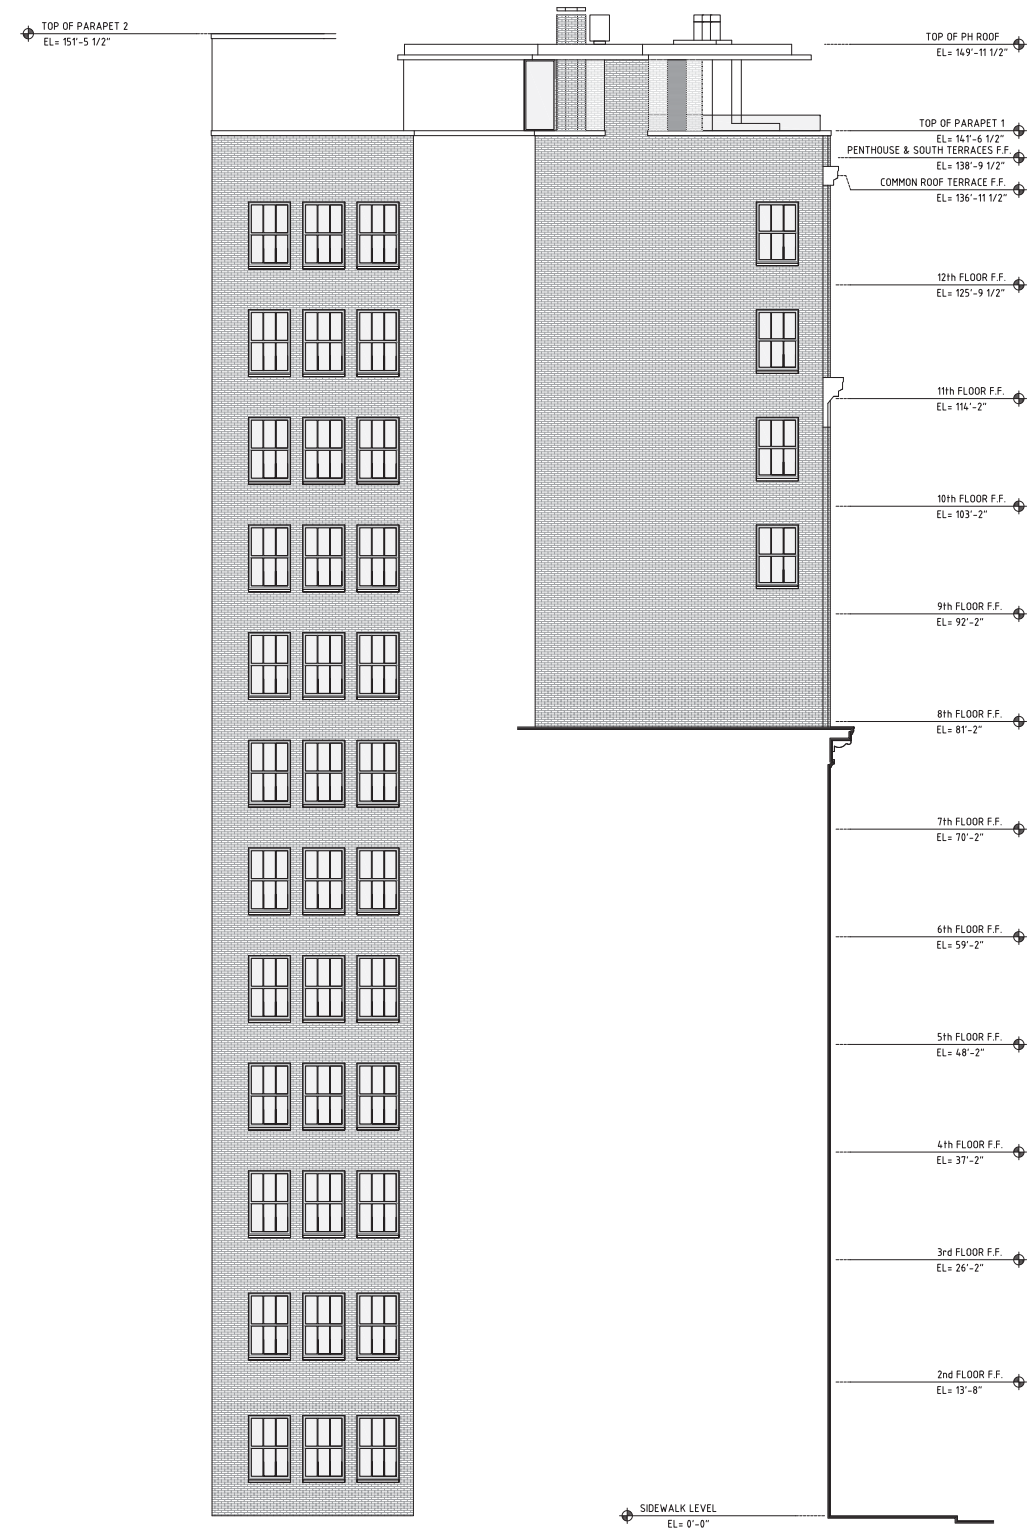 TOP OF PARAPET 2
EL= 151'-5 1/2"
TOP OF PH ROOF
EL= 149'-11 1/2"
TOP OF PARAPET 1
EL= 141'-6 1/2"
PENTHOUSE & SOUTH TERRACES F.F.
EL= 138'-9 1/2"
COMMON ROOF TERRACE F.F.
EL= 136'-11 1/2"
12th FLOOR F.F.
EL= 125'-9 1/2"
11th FLOOR F.F.
EL= 114'-2"
10th FLOOR F.F.
EL= 103'-2"
9th FLOOR F.F.
EL= 92'-2"
8th FLOOR F.F.
EL= 81'-2"
7th FLOOR F.F.
EL= 70'-2"
6th FLOOR F.F.
EL= 59'-2"
5th FLOOR F.F.
EL= 48'-2"
4th FLOOR F.F.
EL= 37'-2"
3rd FLOOR F.F.
EL= 26'-2"
2nd FLOOR F.F.
EL= 13'-8"
SIDEWALK LEVEL
EL= 0'-0"